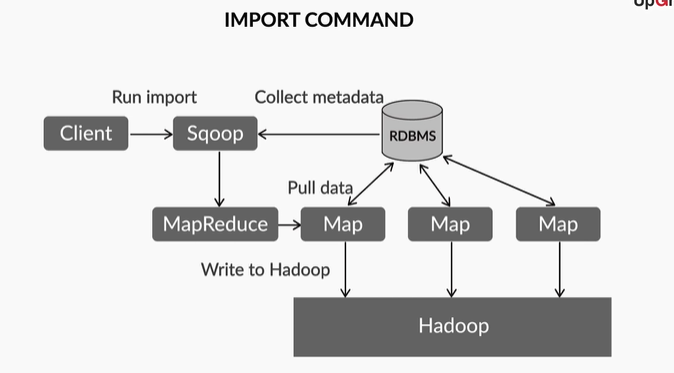 IMPORT COMMAND
Run import
Collect metadata
Client
Sqoop
RDBMS
Pull data
MapReduce
Map
Map
Map
Write to Hadoop
Hadoop